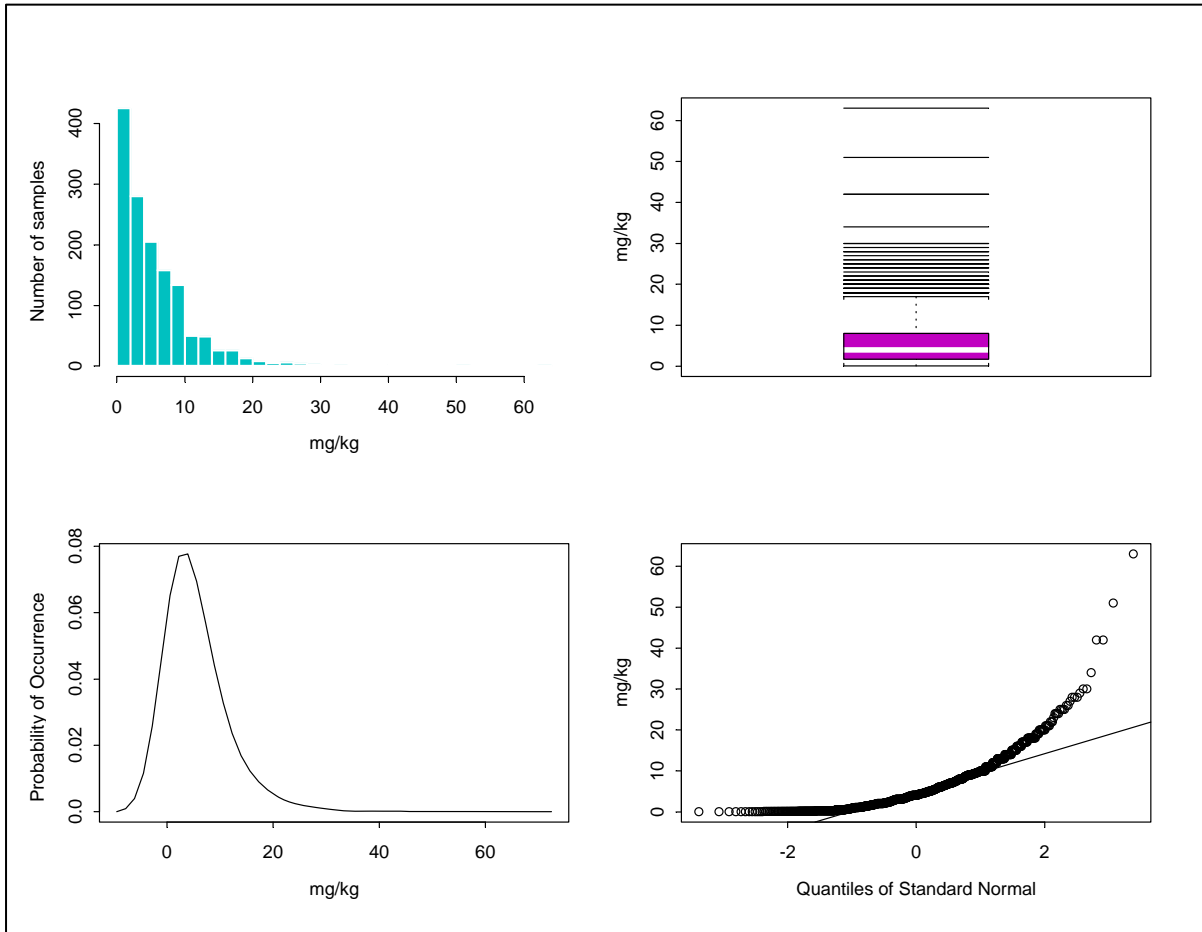 400
300
200
100
0
Number of samples
0 10 20 30 40 50 60
mg/kg
60
50
40
30
20
10
0
mg/kg
0.08
0.06
0.04
0.02
0.0
Probability of Occurrence
0 20 40 60
mg/kg
60
50
40
30
20
10
0
mg/kg
-2 0 2
Quantiles of Standard Normal